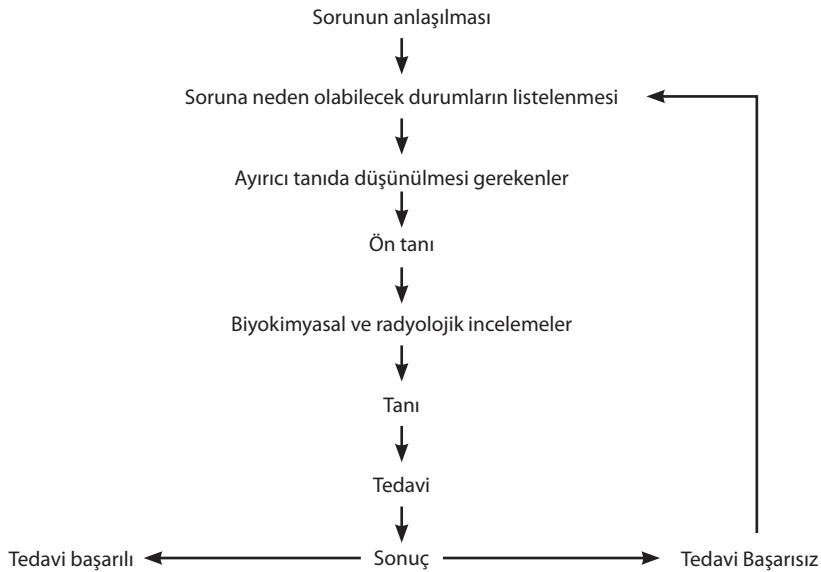 Sorunun anlaşılması
Soruna neden olabilecek durumların listelenmesi
Ayırıcı tanıda düşünülmesi gerekenler
Ön tanı
Biyokimyasal ve radyolojik incelemeler
Tanı
Tedavi
Tedavi başarılı
Sonuç
Tedavi Başarısız